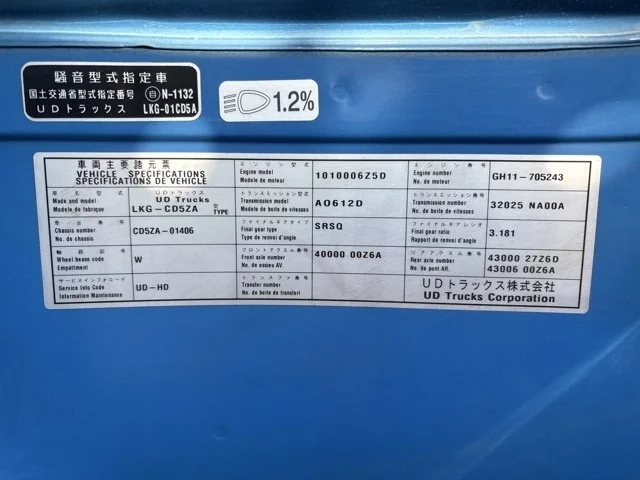 騒音型式指定車
国土交通省型式指定番号 自 N-1132
UDトラックス LKG-01CD5A
1.2%
車両主要諸元票
VEHICLE SPECIFICATIONS
SPECIFICATIONS DE VEHICLE
車名型式
Made and model
Modele de fabrique
UDトラックス
UD Trucks
LKG-CD5ZA
型
TYPE
車台番号
Chassis number
No. de chassis
CD5ZA-01406
軸距記号
Wheel base code
Empattement
W
サービスインフォコード
Service info Code
Information Maintenance
UD-HD
エンジン型式
Engine model
Modele de moteur
1010006Z5D
トランスミッション型式
Transmission model
Modele de boite de vitesses
AO612D
ファイナルギアタイプ
Final gear type
Type de renvoi d'angle
SRSQ
フロントアクスル番号
Front axle number
No. de essieu AV.
40000 00Z6A
トランスファ番号
Transfer number
No. de boite de transfert
エンジン番号
Engine number
No. de moteur
GH11-705243
トランスミッション番号
Transmission number
No. de boite de vitesses
32025 NA00A
ファイナルギアレシオ
Final gear ratio
Rapport de renvoi d'angle
3.181
リアアクスル番号
Rear axle number
No. de pont AR.
43000 27Z6D
43006 00Z6A
UDトラックス株式会社
UD Trucks Corporation